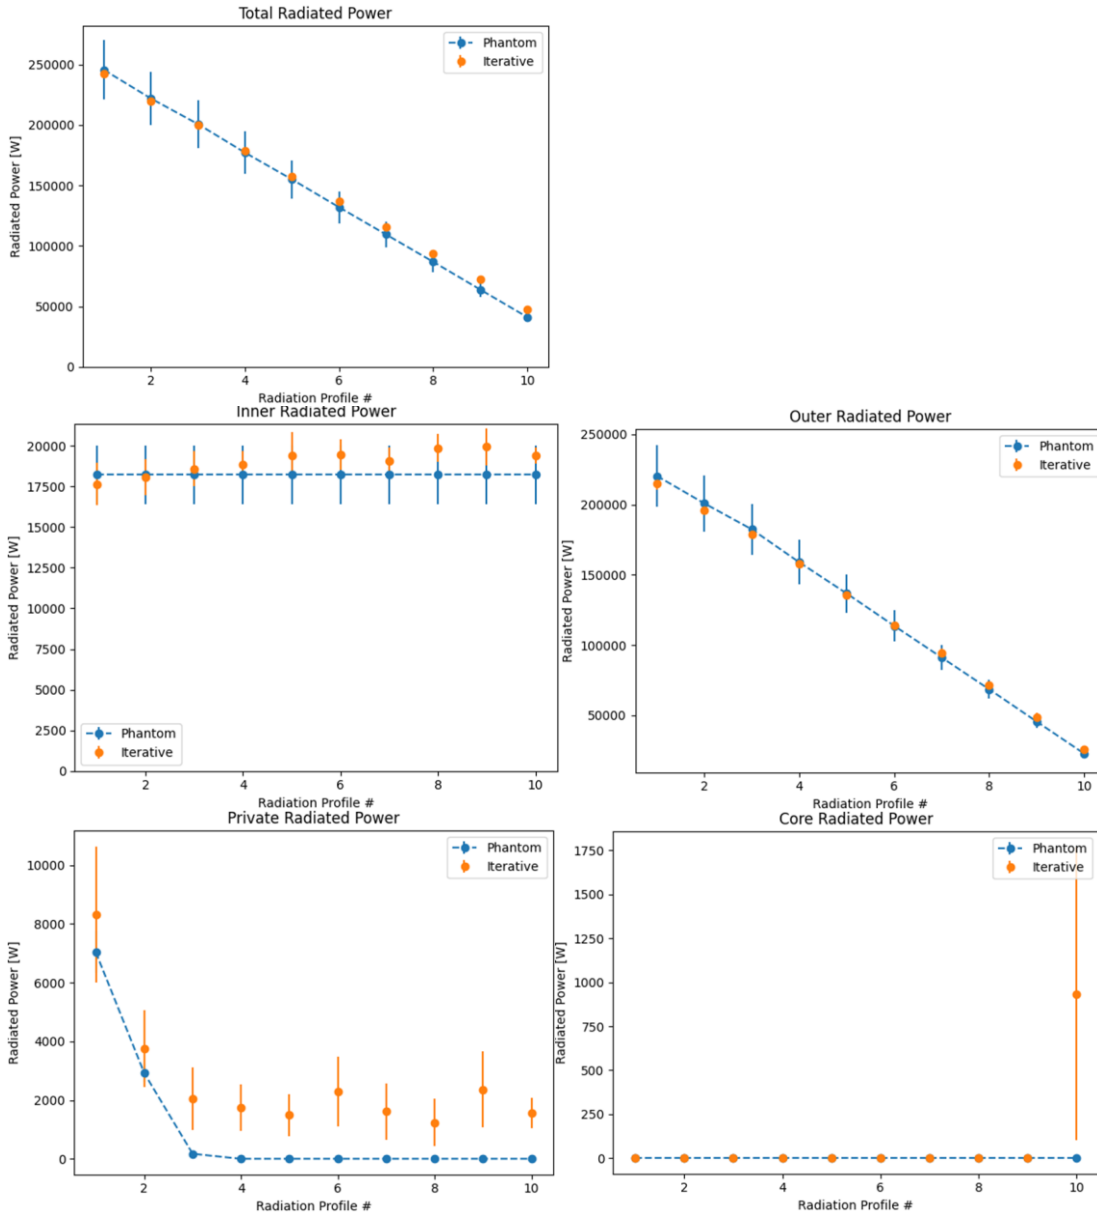 Total Radiated Power
Phantom
Iterative
Radiated Power [W]
250000
200000
150000
100000
50000
0
2
4
6
8
10
Radiation Profile #
Inner Radiated Power
Radiated Power [W]
20000
17500
15000
12500
10000
7500
5000
2500
0
Phantom
Iterative
2
4
6
8
10
Radiation Profile #
Outer Radiated Power
Phantom
Iterative
Radiated Power [W]
250000
200000
150000
100000
50000
2
4
6
8
10
Radiation Profile #
Private Radiated Power
Phantom
Iterative
Radiated Power [W]
10000
8000
6000
4000
2000
0
2
4
6
8
10
Radiation Profile #
Core Radiated Power
Phantom
Iterative
Radiated Power [W]
1750
1500
1250
1000
750
500
250
0
2
4
6
8
10
Radiation Profile #